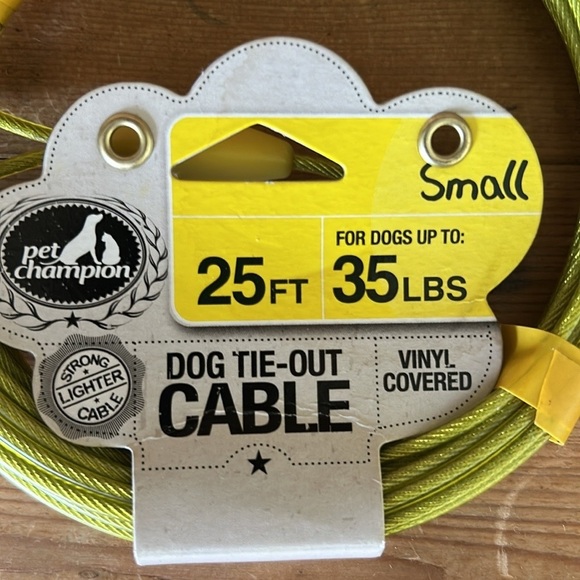 Small
pet
champion
25FT
FOR DOGS UP TO:
35LBS
STRONG
LIGHTER
CABLE
DOG TIE-OUT
CABLE
VINYL
COVERED